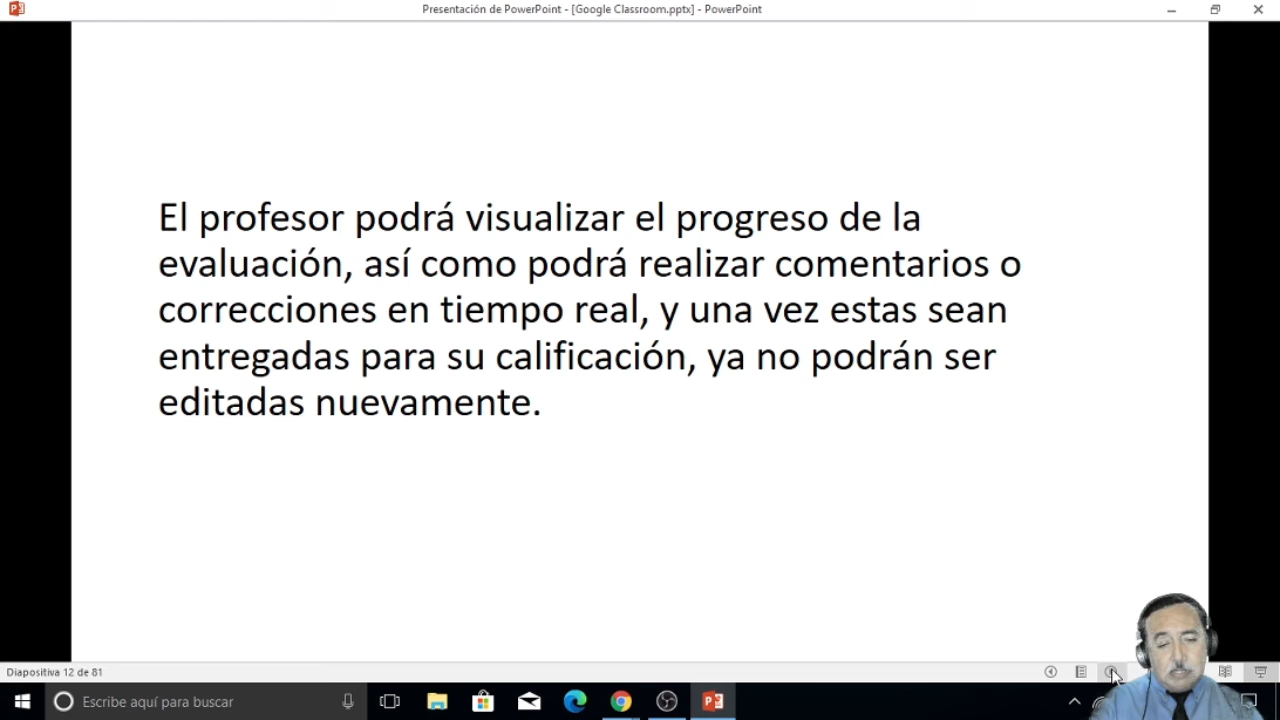 Presentación de PowerPoint - [Google Classroom.pptx] - PowerPoint
El profesor podrá visualizar el progreso de la
evaluación, así como podrá realizar comentarios o
correcciones en tiempo real, y una vez estas sean
entregadas para su calificación, ya no podrán ser
editadas nuevamente.
Diapositiva 12 de 81
Escribe aquí para buscar